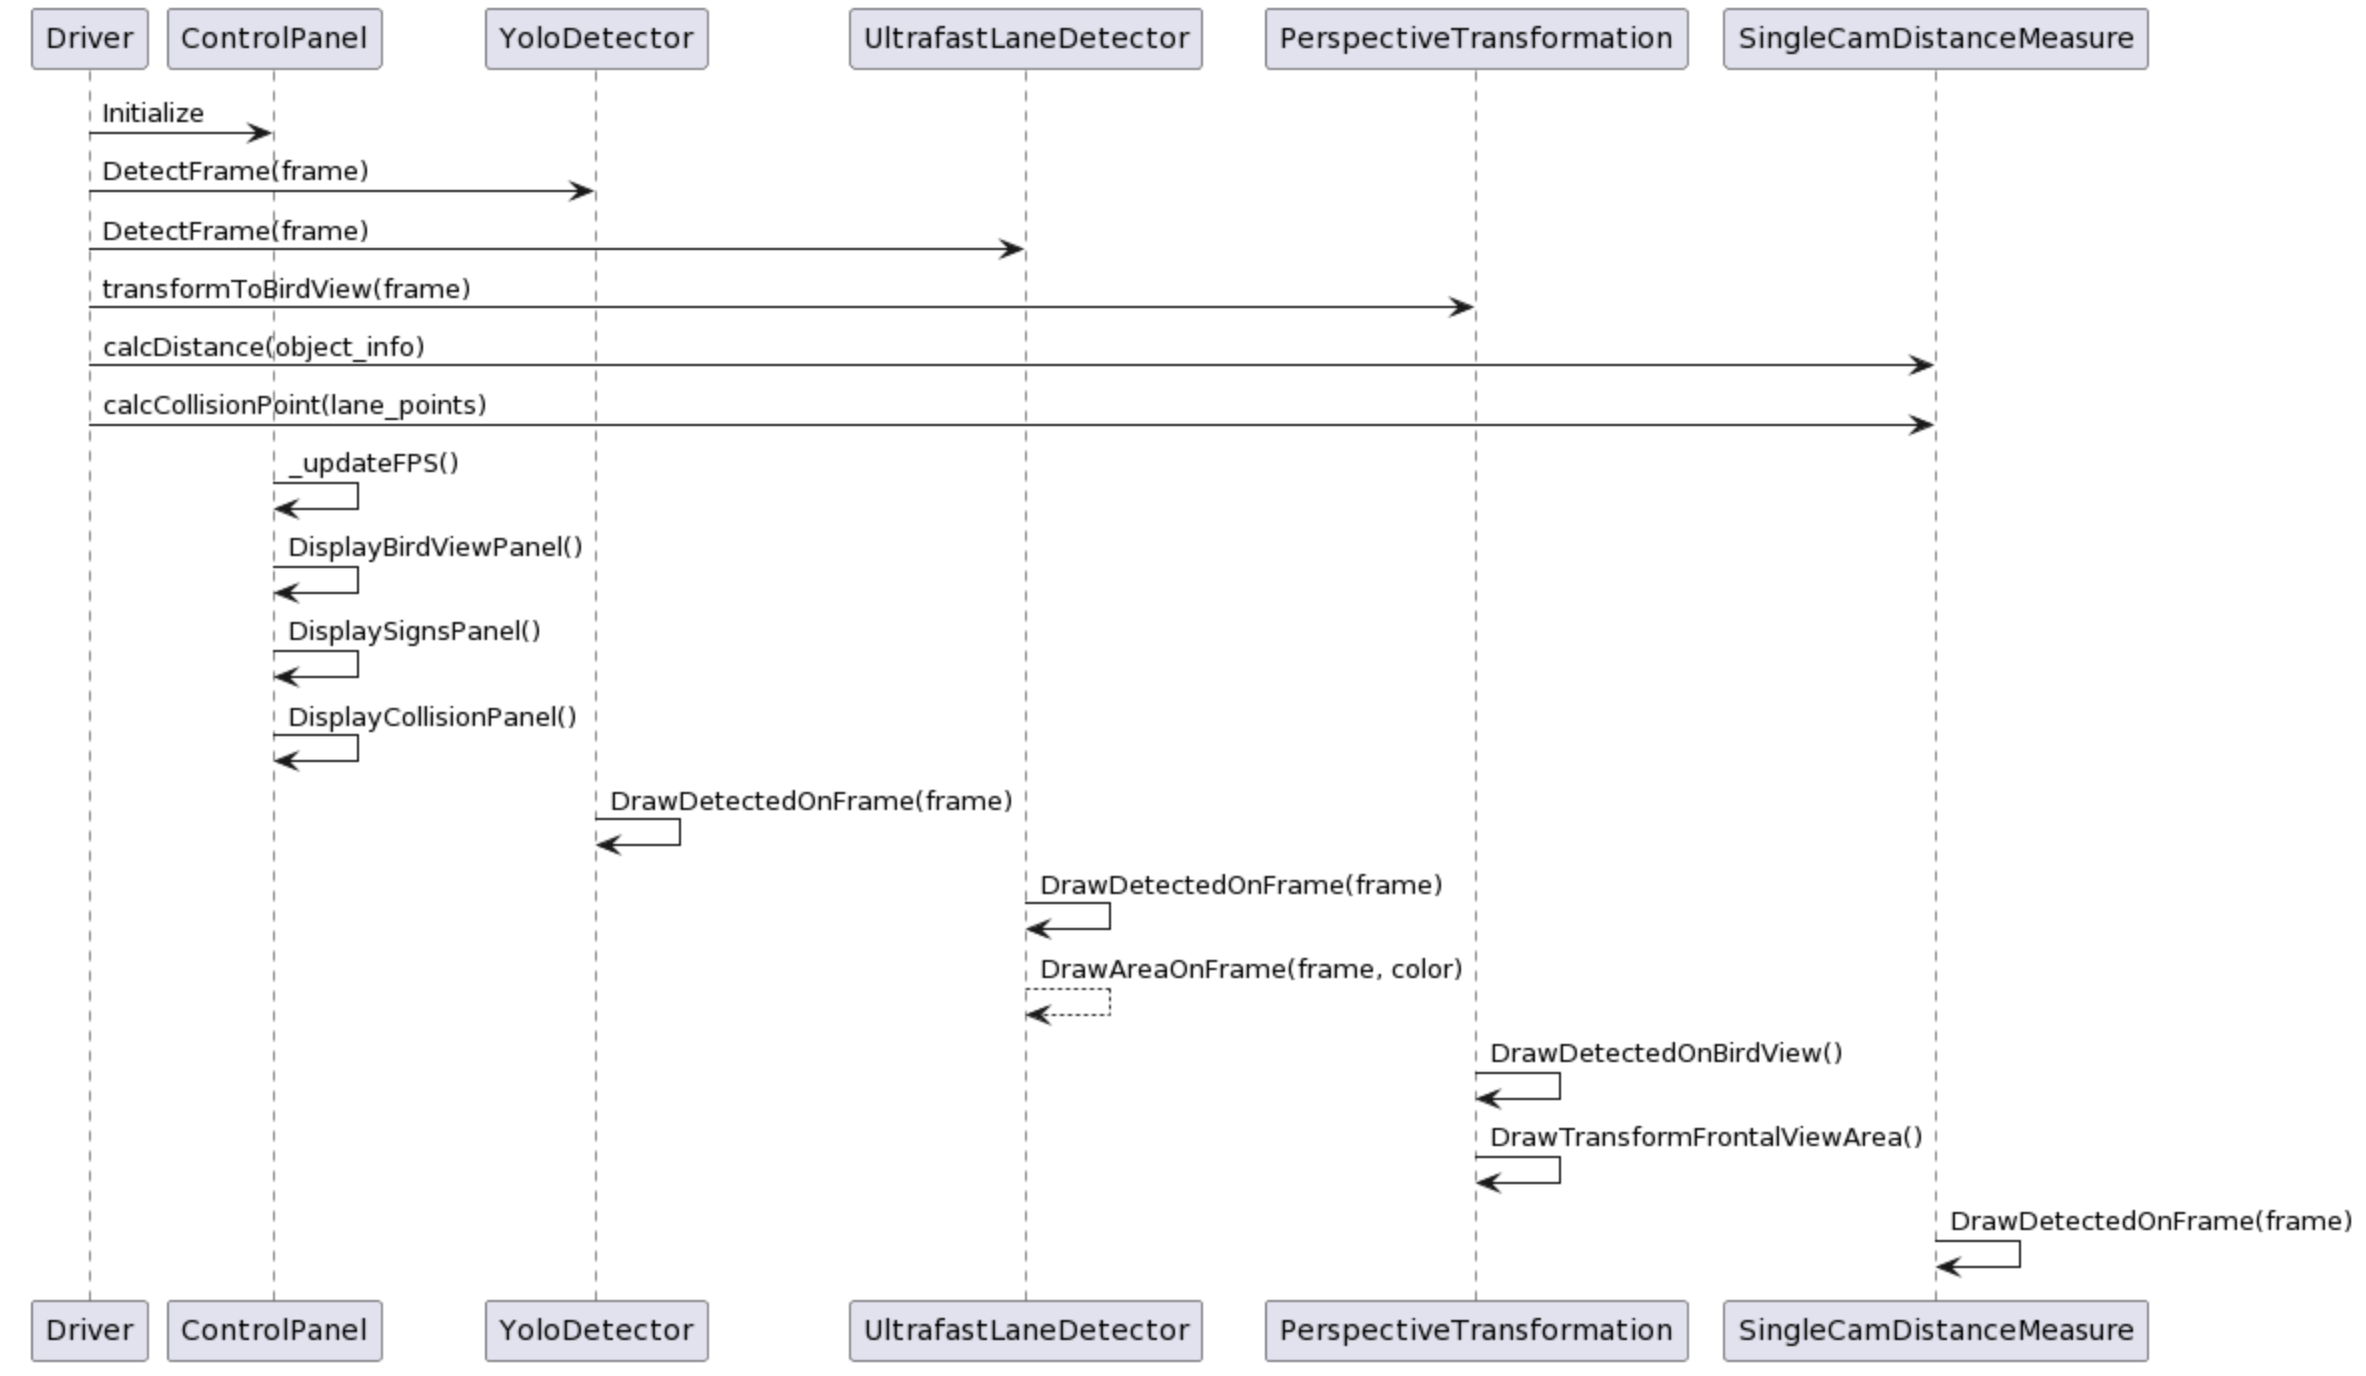 Driver ControlPanel YoloDetector UltrafastLaneDetector PerspectiveTransformation SingleCamDistanceMeasure
Initialize
DetectFrame(frame)
DetectFrame(frame)
transformToBirdView(frame)
calcDistance(object_info)
calcCollisionPoint(lane_points)
_updateFPS()
DisplayBirdViewPanel()
DisplaySignsPanel()
DisplayCollisionPanel()
DrawDetectedOnFrame(frame)
DrawDetectedOnFrame(frame)
DrawAreaOnFrame(frame, color)
DrawDetectedOnBirdView()
DrawTransformFrontalViewArea()
DrawDetectedOnFrame(frame)
Driver ControlPanel YoloDetector UltrafastLaneDetector PerspectiveTransformation SingleCamDistanceMeasure